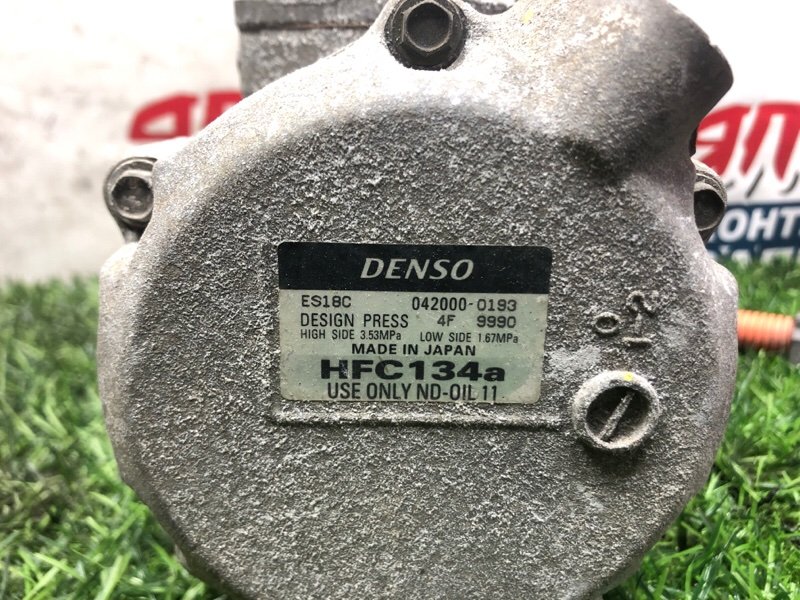 DENSO
ES18C 042000-0193
DESIGN PRESS 4F 9990
HIGH SIDE 3.53MPa LOW SIDE 1.67MPa
MADE IN JAPAN
HFC134a
USE ONLY ND-OIL 11